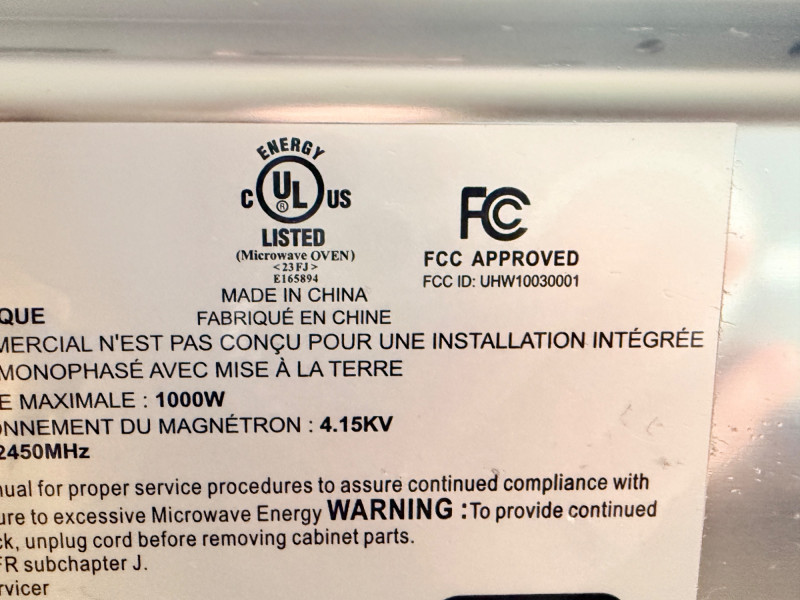 ENERGY
C UL® US
LISTED
(Microwave OVEN)
<23FJ>
E165894
FC
FCC APPROVED
FCC ID: UHW10030001
MADE IN CHINA
FABRIQUÉ EN CHINE
QUE
MERCIAL N'EST PAS CONÇU POUR UNE INSTALLATION INTÉGRÉE
MONOPHASÉ AVEC MISE À LA TERRE
E MAXIMALE : 1000W
ONNEMENT DU MAGNÉTRON : 4.15KV
2450MHz
nual for proper service procedures to assure continued compliance with
ure to excessive Microwave Energy WARNING :To provide continued
ck, unplug cord before removing cabinet parts.
FR subchapter J.
rvicer